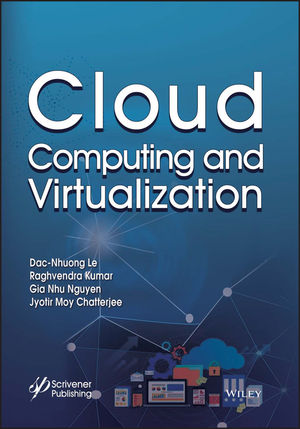 Cloud
Computing and
Virtualization
Dac-Nhuong Le
Raghvendra Kumar
Gia Nhu Nguyen
Jyotir Moy Chatterjee
Scrivener
Publishing
WILEY